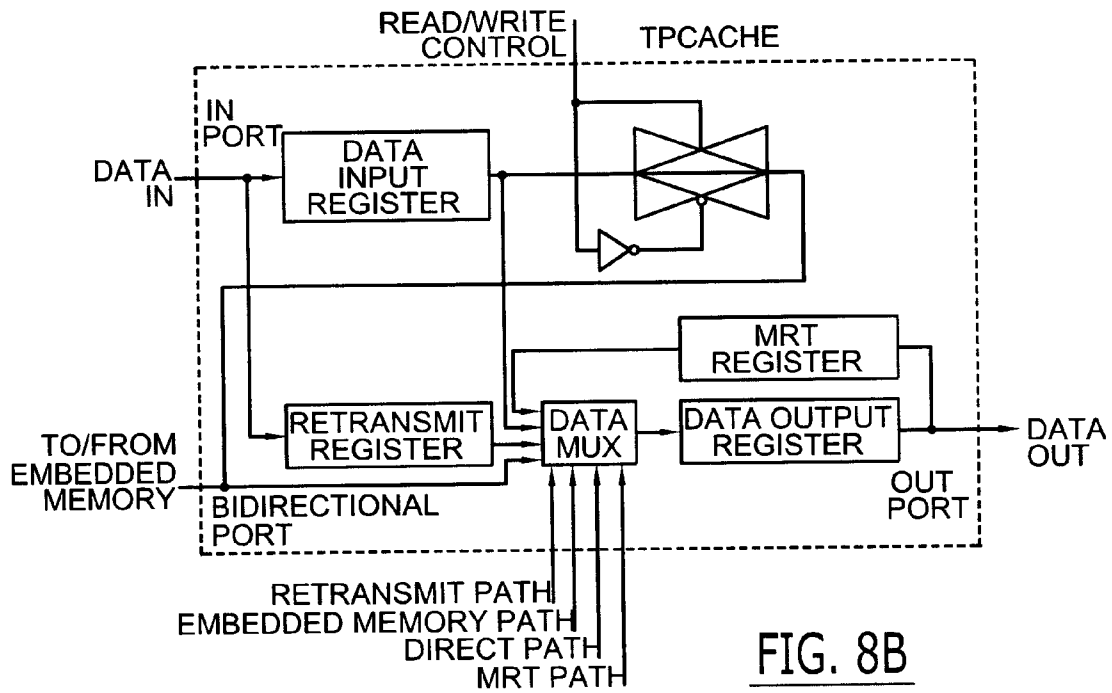 READ/WRITE
CONTROL
TPCACHE
IN
PORT
DATA
IN
DATA
INPUT
REGISTER
MRT
REGISTER
RETRANSMIT
REGISTER
DATA
MUX
DATA OUTPUT
REGISTER
DATA
OUT
TO/FROM
EMBEDDED
MEMORY
BIDIRECTIONAL
PORT
OUT
PORT
RETRANSMIT PATH
EMBEDDED MEMORY PATH
DIRECT PATH
MRT PATH
FIG. 8B